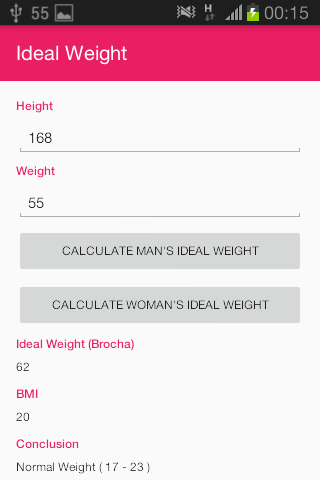 55 H 00:15
Ideal Weight
Height
168
Weight
55
CALCULATE MAN'S IDEAL WEIGHT
CALCULATE WOMAN'S IDEAL WEIGHT
Ideal Weight (Brocha)
62
BMI
20
Conclusion
Normal Weight ( 17 - 23 )